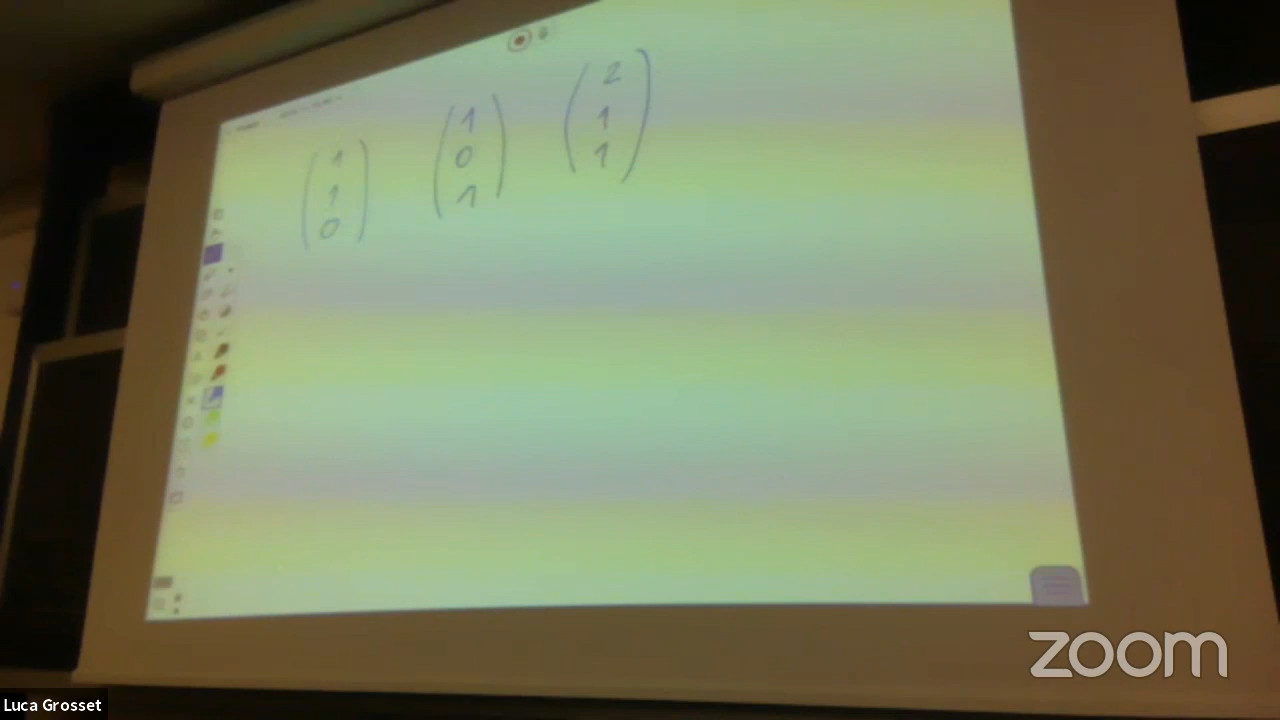 1 1 2
1 0 1
0 1 1
zoom
Luca Grosset